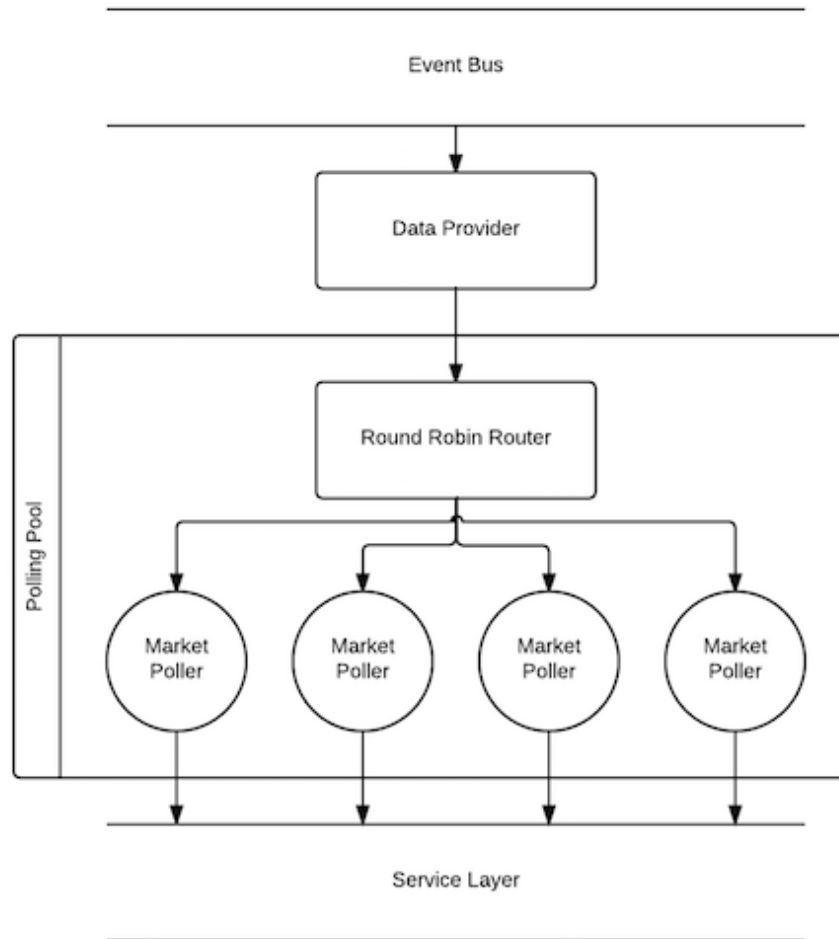 Event Bus
Data Provider
Round Robin Router
Polling Pool
Market
Poller
Market
Poller
Market
Poller
Market
Poller
Service Layer